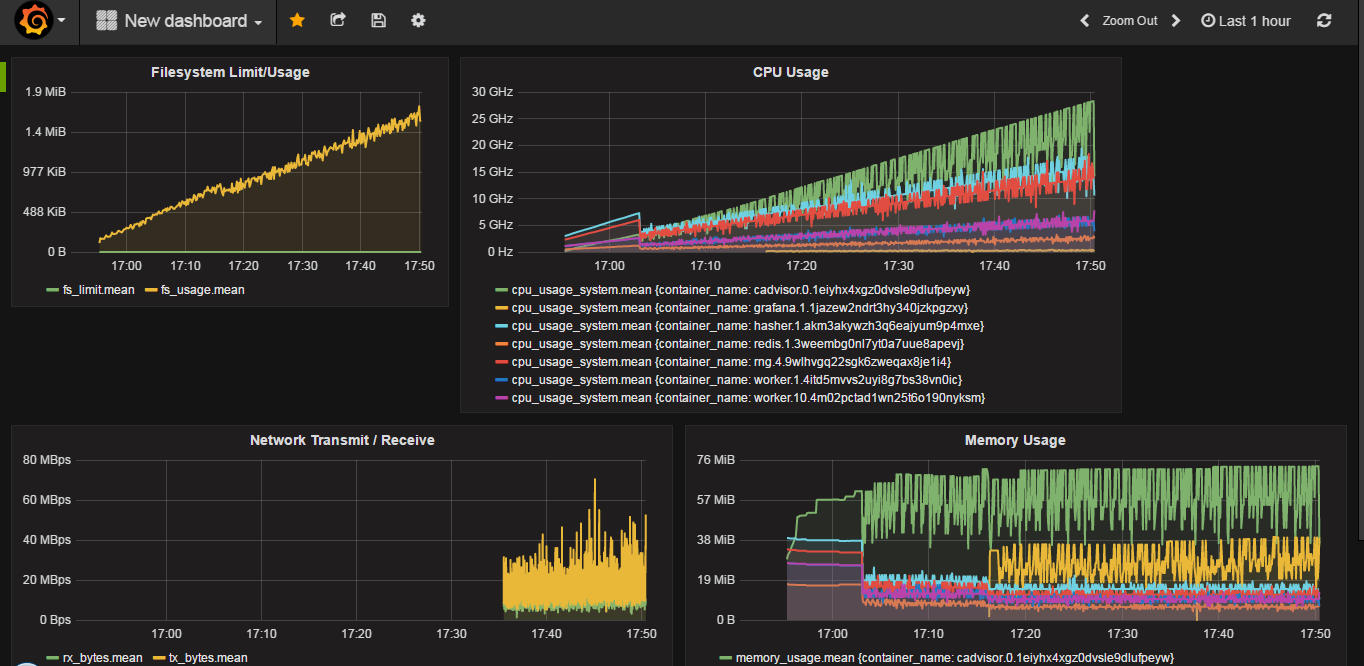 New dashboard
Zoom Out
Last 1 hour
Filesystem Limit/Usage
1.9 MiB
1.4 MiB
977 KiB
488 KiB
0 B
17:00 17:10 17:20 17:30 17:40 17:50
fs_limit.mean fs_usage.mean
CPU Usage
30 GHz
25 GHz
20 GHz
15 GHz
10 GHz
5 GHz
0 Hz
17:00 17:10 17:20 17:30 17:40 17:50
cpu_usage_system.mean {container_name: cadvisor.0.1eiyhx4xgz0dvsle9dlufpeyw}
cpu_usage_system.mean {container_name: grafana.1.1jazew2ndrt3hy340jzkpgzxy}
cpu_usage_system.mean {container_name: hasher.1.akm3akywzh3q6eajyum9p4mxe}
cpu_usage_system.mean {container_name: redis.1.3weembg0nl7yt0a7uue8apevj}
cpu_usage_system.mean {container_name: rng.4.9wlhvgq22sgk6zweqax8je1i4}
cpu_usage_system.mean {container_name: worker.1.4itd5mvvs2uyi8g7bs38vn0ic}
cpu_usage_system.mean {container_name: worker.10.4m02pctad1wn25t6o190nyksm}
Network Transmit / Receive
80 MBps
60 MBps
40 MBps
20 MBps
0 Bps
17:00 17:10 17:20 17:30 17:40 17:50
rx_bytes.mean tx_bytes.mean
Memory Usage
76 MiB
57 MiB
38 MiB
19 MiB
0 B
17:00 17:10 17:20 17:30 17:40 17:50
memory_usage.mean {container_name: cadvisor.0.1eiyhx4xgz0dvsle9dlufpeyw}